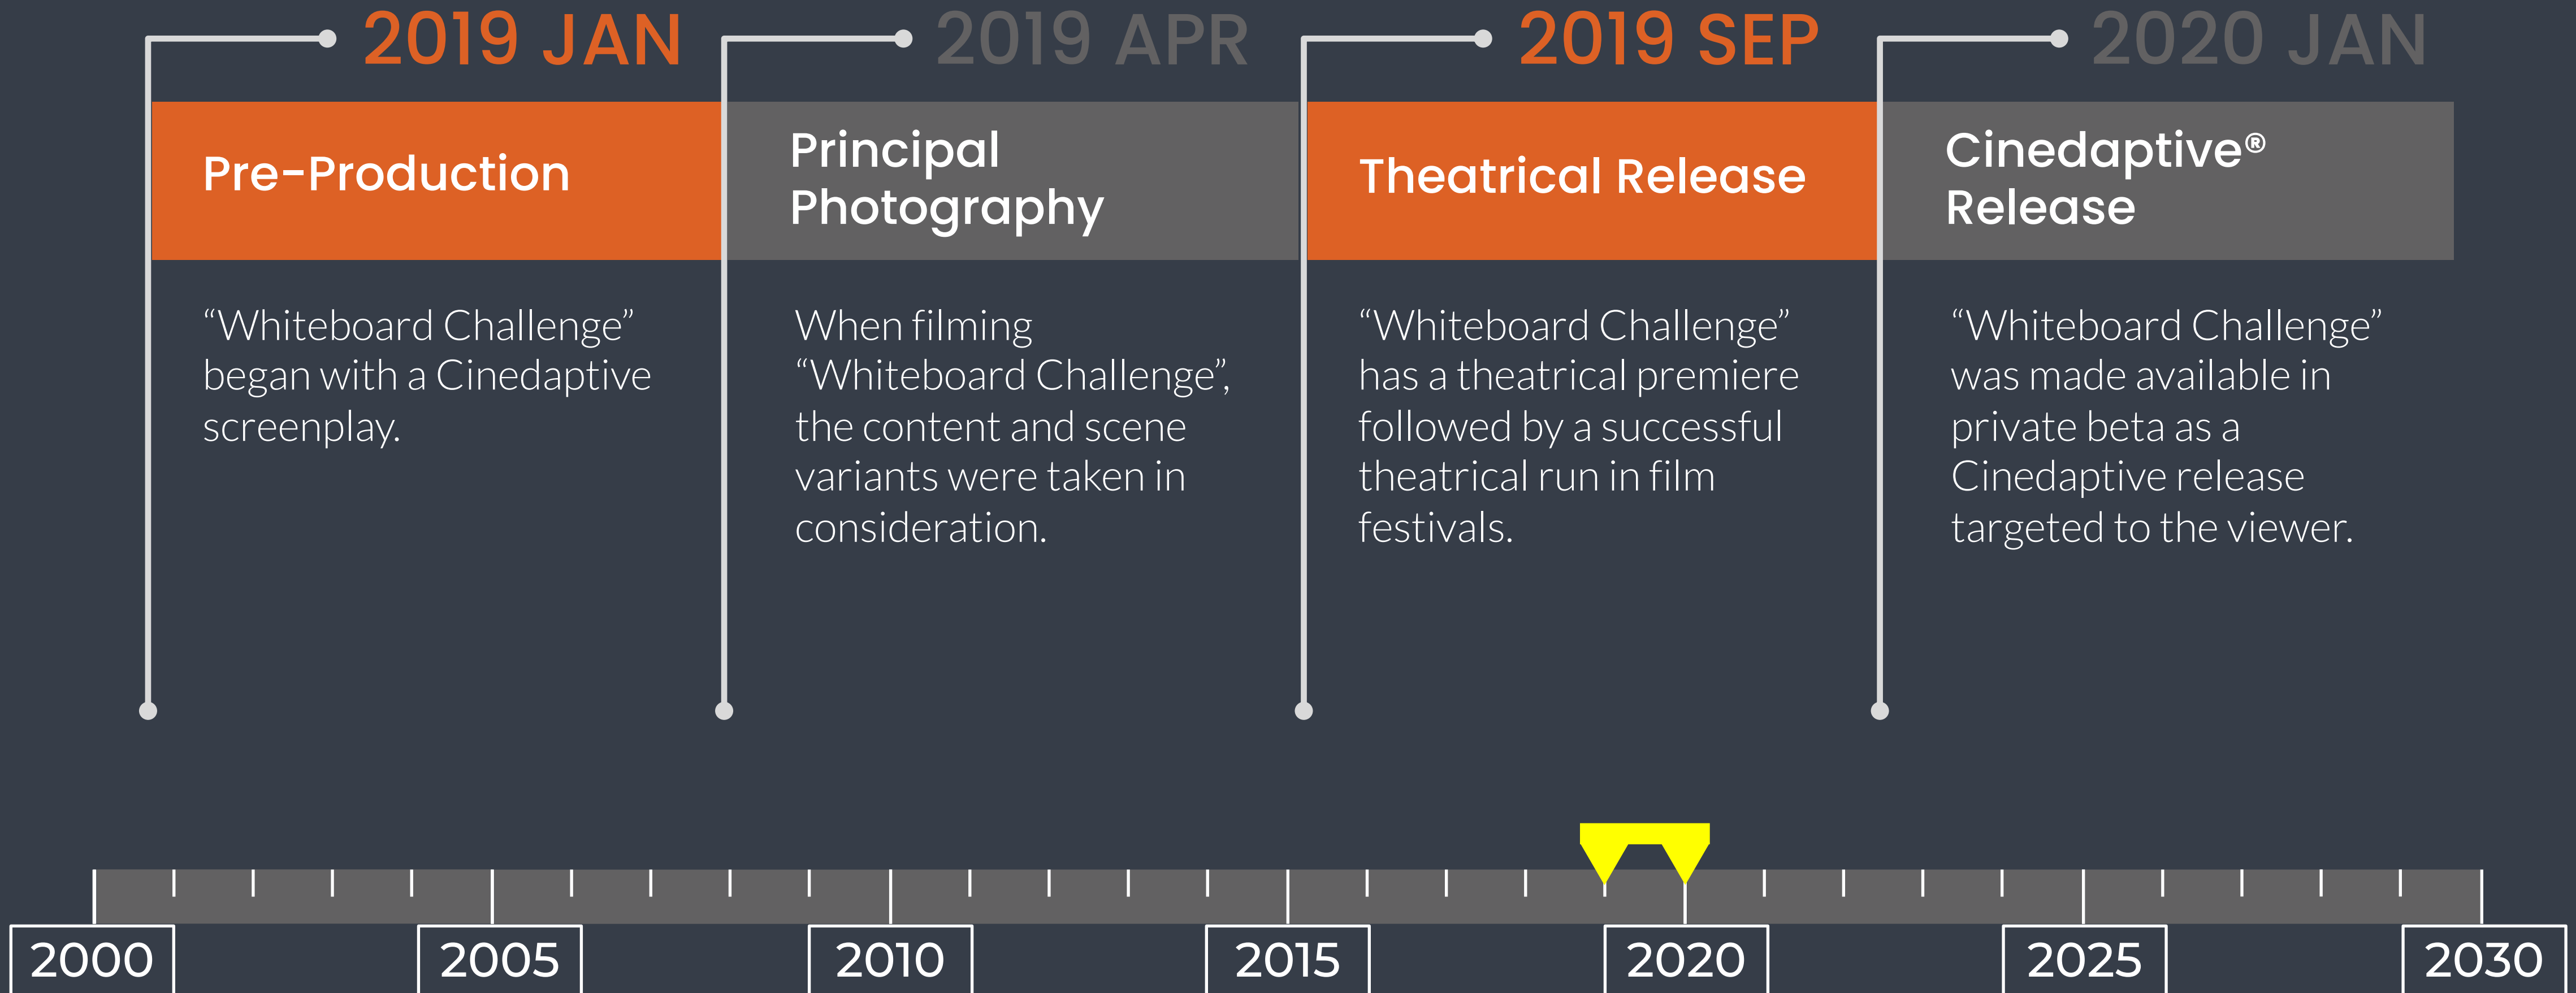 2019 JAN
Pre-Production
“Whiteboard Challenge”
began with a Cinedaptive
screenplay.
2019 APR
Principal
Photography
When filming
“Whiteboard Challenge”,
the content and scene
variants were taken in
consideration.
2019 SEP
Theatrical Release
“Whiteboard Challenge”
has a theatrical premiere
followed by a successful
theatrical run in film
festivals.
2020 JAN
Cinedaptive®
Release
“Whiteboard Challenge”
was made available in
private beta as a
Cinedaptive release
targeted to the viewer.
2000
2005
2010
2015
2020
2025
2030